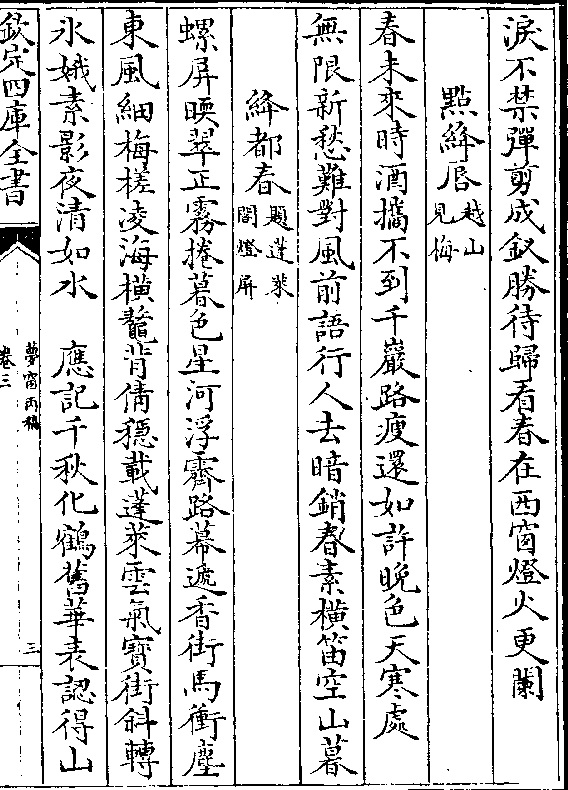 淚不禁彈剪成釵勝待歸看春在西窗燈火更闌
點絳唇越山見梅
春未來時酒攜不到千巖路瘦還如許晚色天寒處
無限新愁難對風前語行人去暗銷春素橫笛空山暮
絳都春題蓬萊閣燈屏
螺屏暖翠正霧捲暮色星河浮霽路幕遞香街馬衝塵
東風細梅槎凌海橫鼇背倩穩載蓬萊雲氣寶街斜轉
氷娥素影夜清如水　應記千秋化鶴舊華表認得山
欽定四庫全書
夢窗丙稿
卷三
三